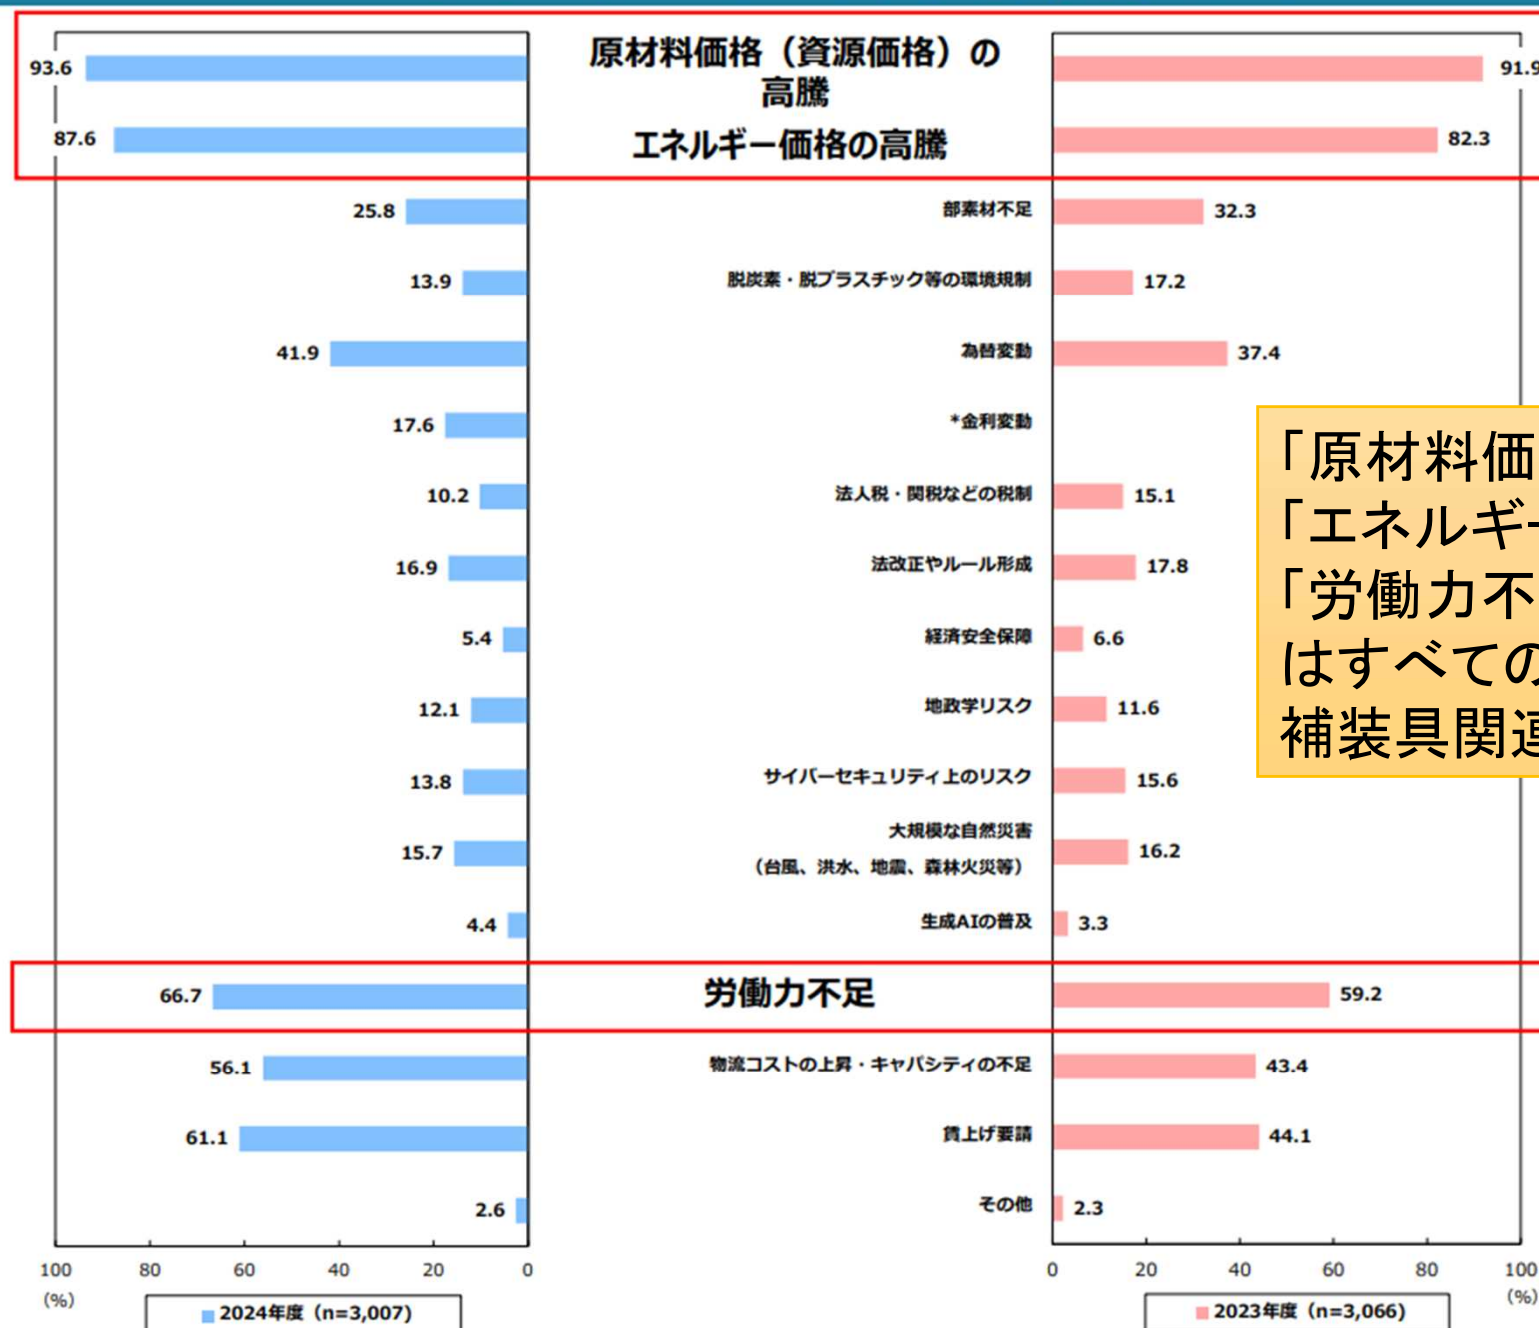 原材料価格（資源価格）の
高騰
93.6
91.9
エネルギー価格の高騰
87.6
82.3
25.8 部素材不足 32.3
13.9 脱炭素・脱プラスチック等の環境規制 17.2
41.9 為替変動 37.4
17.6 *金利変動
10.2 法人税・関税などの税制 15.1
16.9 法改正やルール形成 17.8
5.4 経済安全保障 6.6
12.1 地政学リスク 11.6
13.8 サイバーセキュリティ上のリスク 15.6
大規模な自然災害
15.7 16.2
（台風、洪水、地震、森林火災等）
4.4 生成AIの普及 3.3
66.7 労働力不足 59.2
56.1 物流コストの上昇・キャパシティの不足 43.4
61.1 賃上げ要請 44.1
2.6 その他 2.3
100 80 60 40 20 0
(%)
0 20 40 60 80 100
(%)
2024年度（n=3,007)
2023年度（n=3,066)
「原材料価
「エネルギー
「労働力不
はすべての
補装具関連